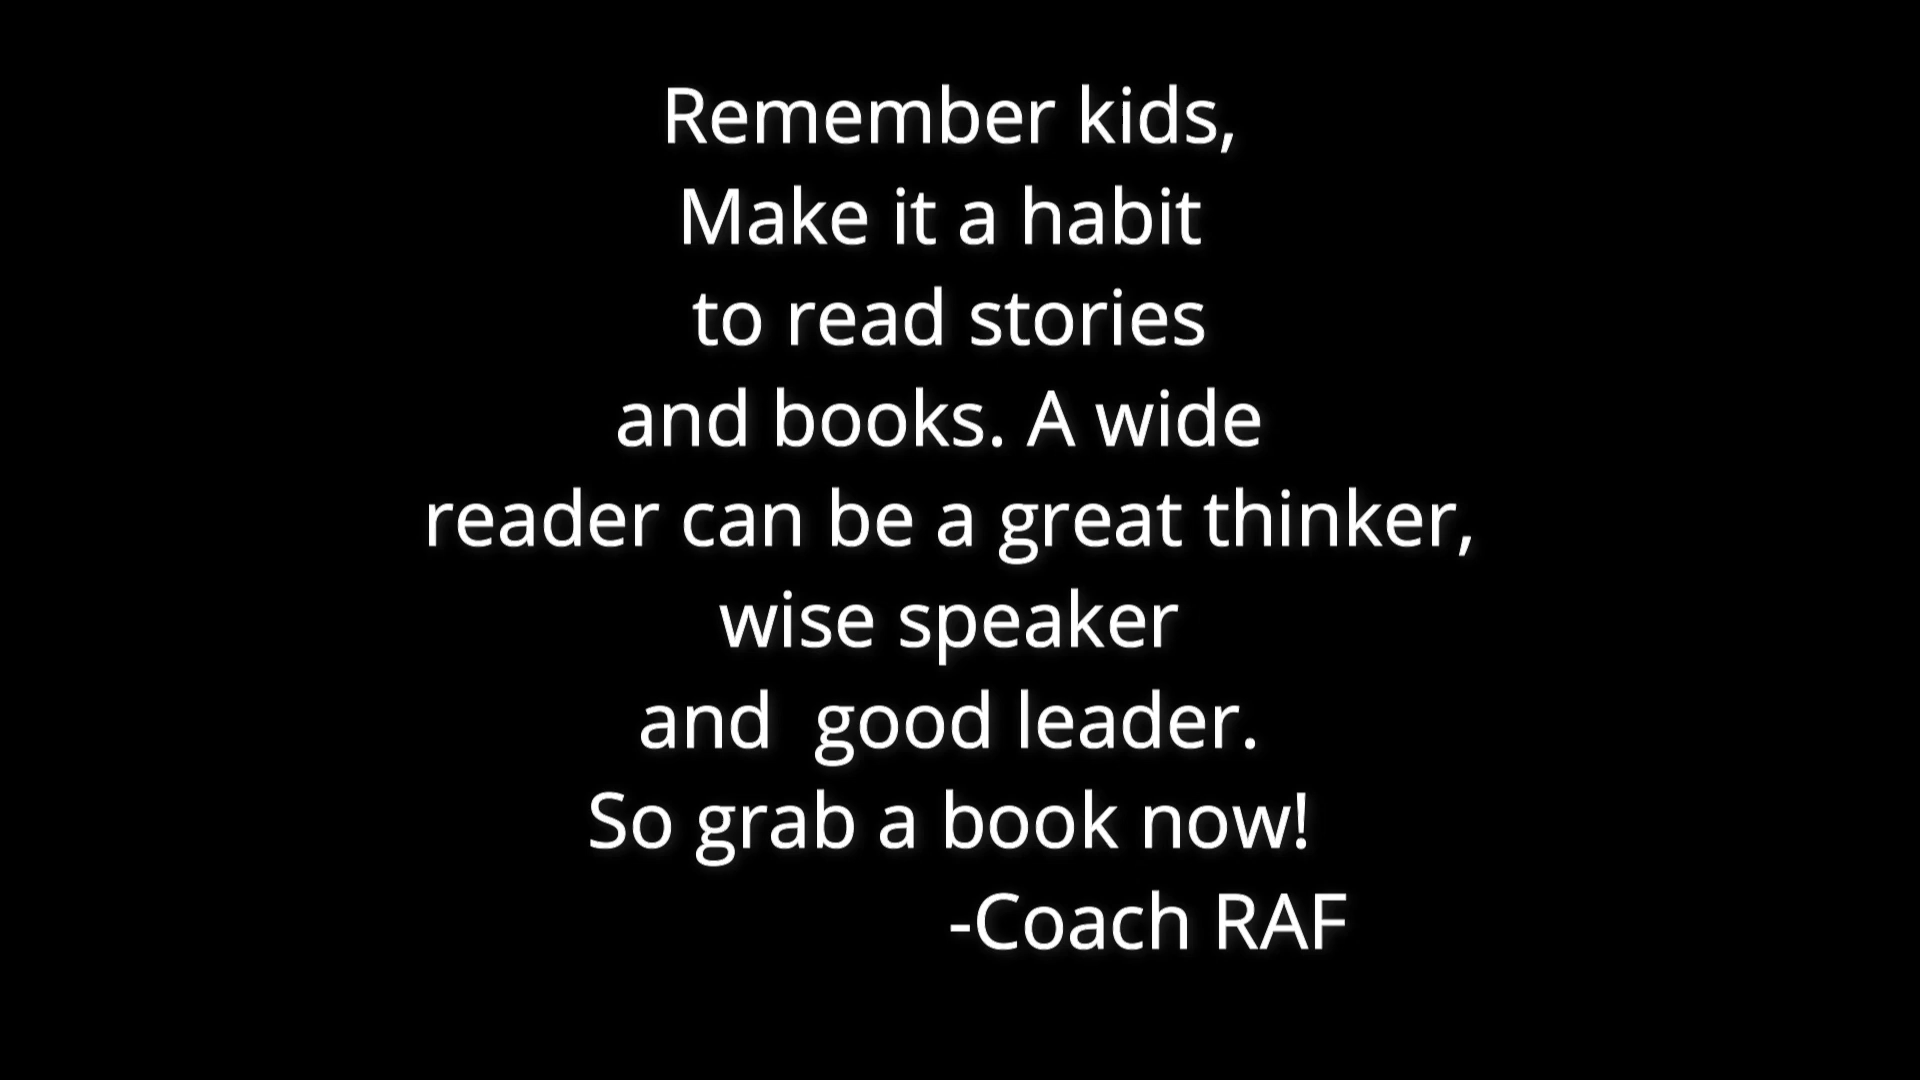 Remember kids,
Make it a habit
to read stories
and books. A wide
reader can be a great thinker,
wise speaker
and  good leader.
So grab a book now!
-Coach RAF